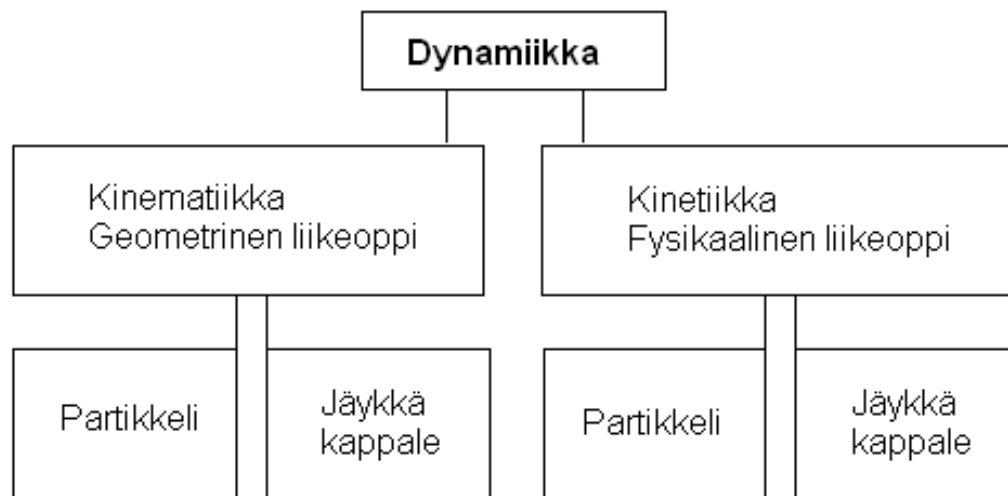 Dynamiikka
Kinematiikka
Geometrinen liikeoppi
Kinetiikka
Fysikaalinen liikeoppi
Partikkeli
Jäykkä
kappale
Partikkeli
Jäykkä
kappale